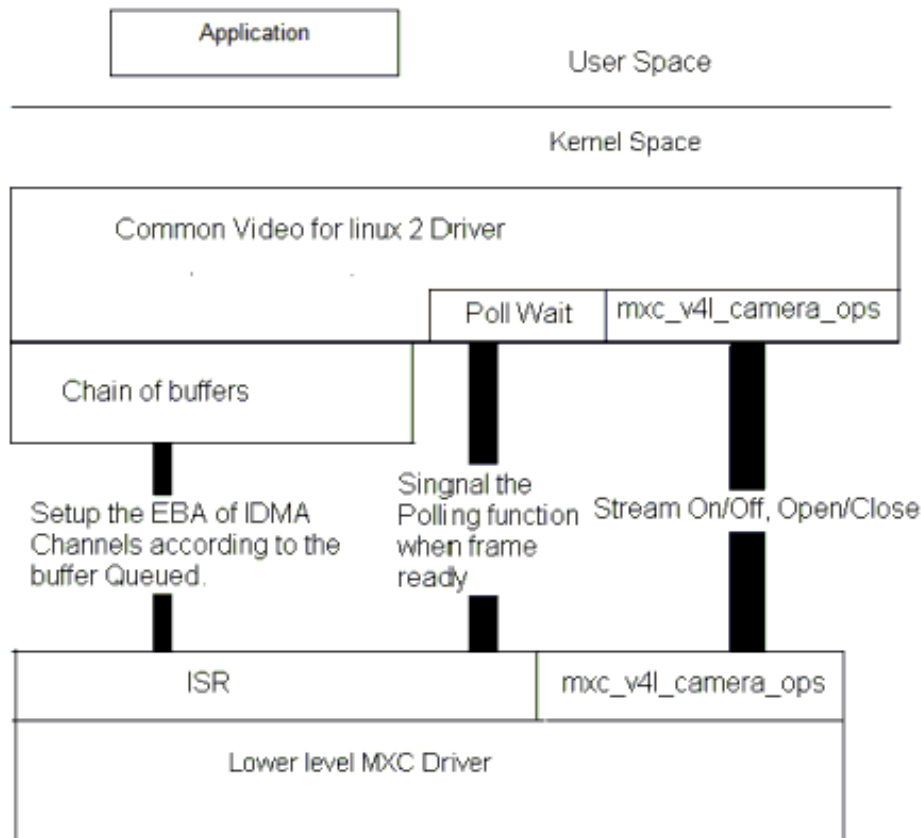 Application
User Space
Kernel Space
Common Video for linux 2 Driver
Poll Wait
mxc_v4l_camera_ops
Chain of buffers
Setup the EBA of IDMA
Channels according to the
buffer Queued.
Singnal the
Polling function
when frame
ready
Stream On/Off, Open/Close
ISR
mxc_v4l_camera_ops
Lower level MXC Driver